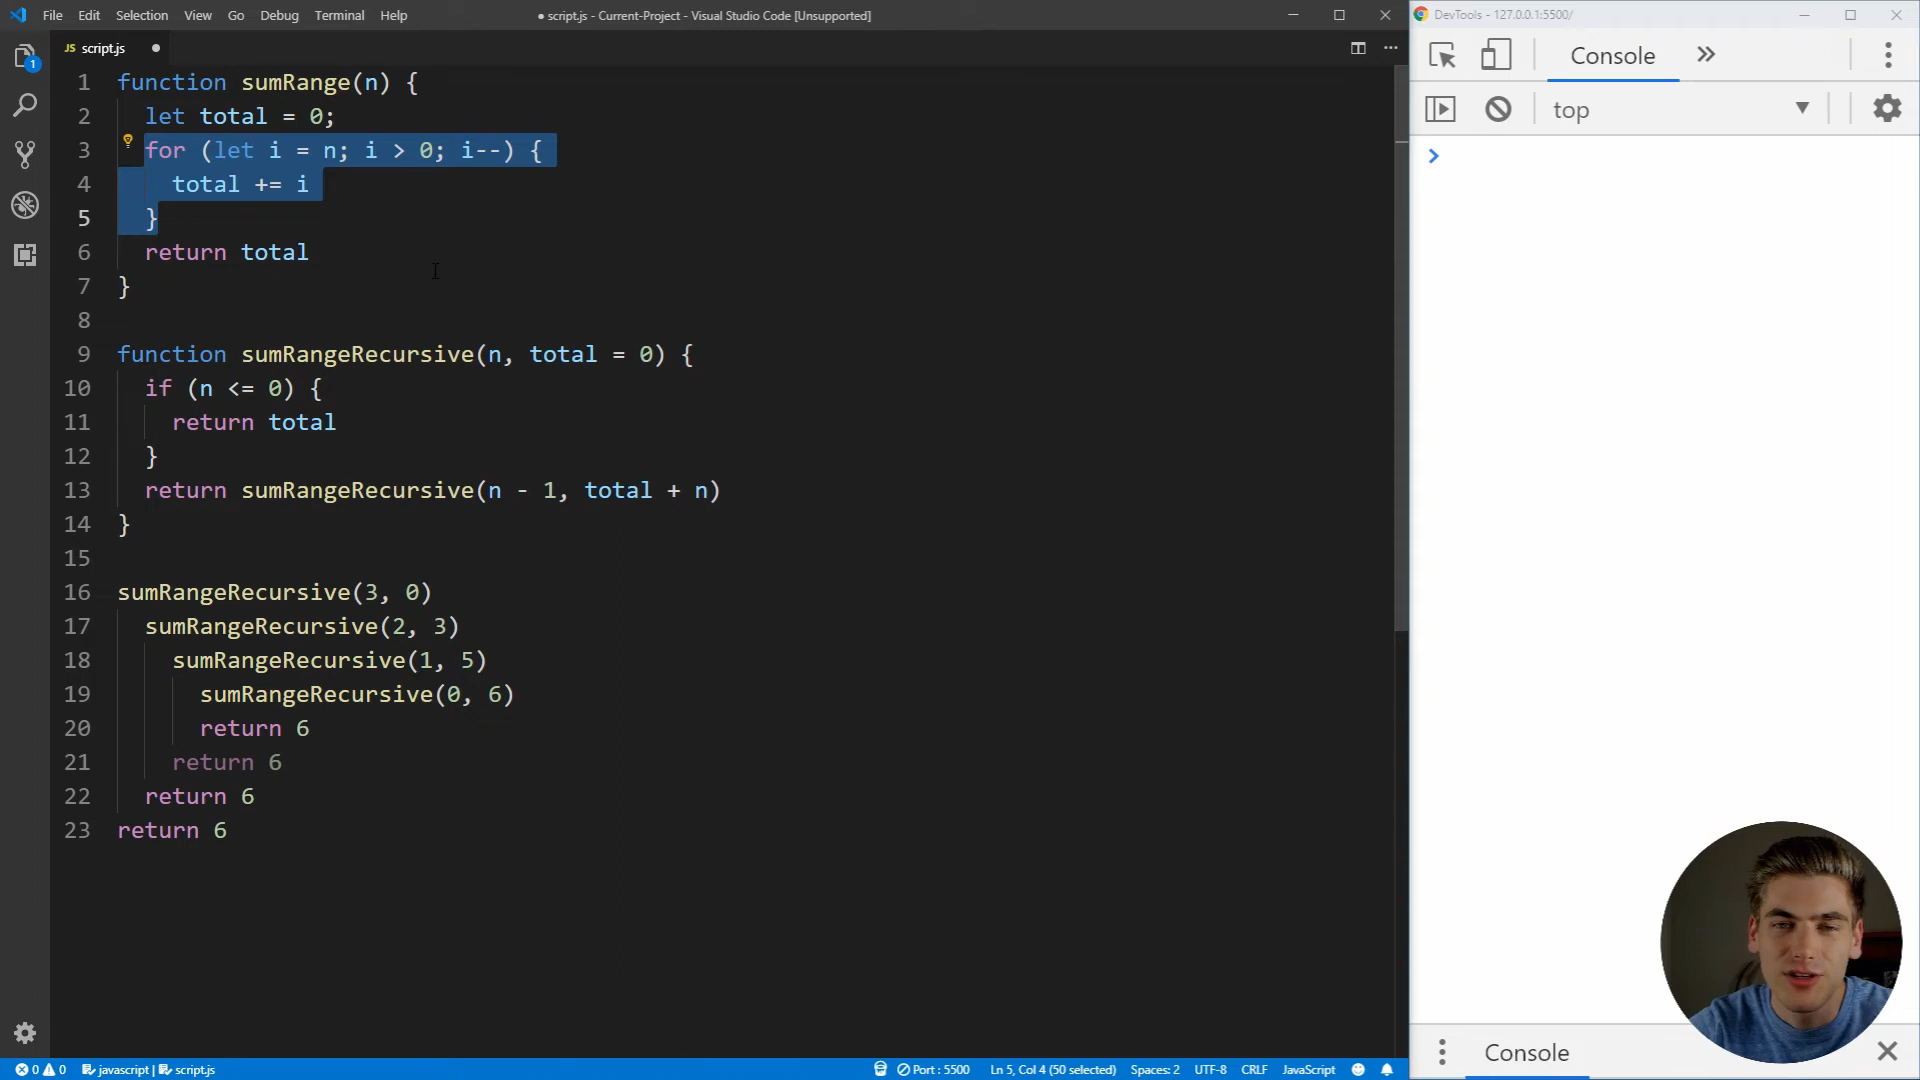 File Edit Selection View Go Debug Terminal Help
● script.js - Current-Project - Visual Studio Code [Unsupported]
DevTools - 127.0.0.1:5500/
JS script.js
Console
top
1 function sumRange(n) {
2 let total = 0;
3 for (let i = n; i > 0; i--) {
4 total += i
5 }
6 return total
7 }
8
9 function sumRangeRecursive(n, total = 0) {
10 if (n <= 0) {
11 return total
12 }
13 return sumRangeRecursive(n - 1, total + n)
14 }
15
16 sumRangeRecursive(3, 0)
17 sumRangeRecursive(2, 3)
18 sumRangeRecursive(1, 5)
19 sumRangeRecursive(0, 6)
20 return 6
21 return 6
22 return 6
23 return 6
1
Console
0 0 javascript | script.js Port : 5500 Ln 5, Col 4 (50 selected) Spaces: 2 UTF-8 CRLF JavaScript